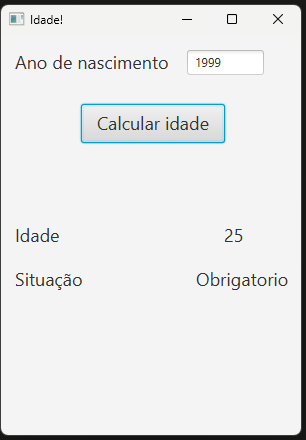 Idade!
Ano de nascimento 1999
Calcular idade
Idade 25
Situação Obrigatorio